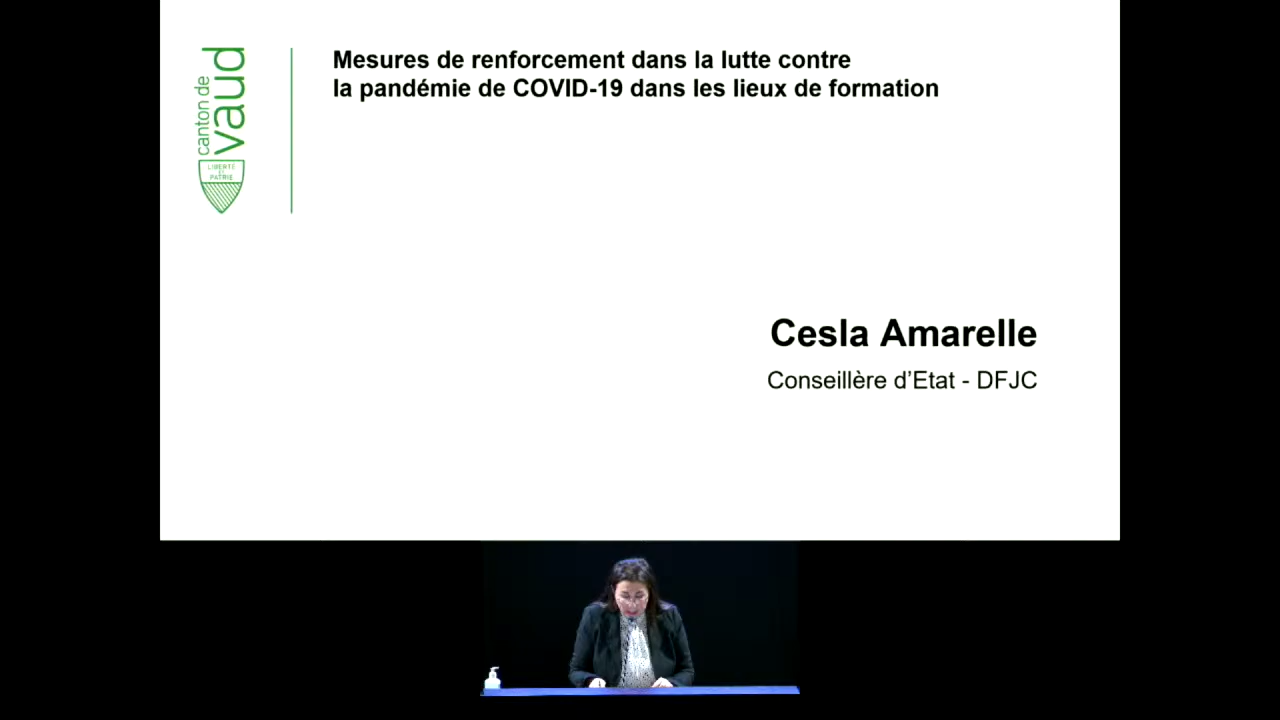 canton de
vaud
LIBERTÉ
ET
PATRIE
Mesures de renforcement dans la lutte contre
la pandémie de COVID-19 dans les lieux de formation
Cesla Amarelle
Conseillère d'Etat - DFJC